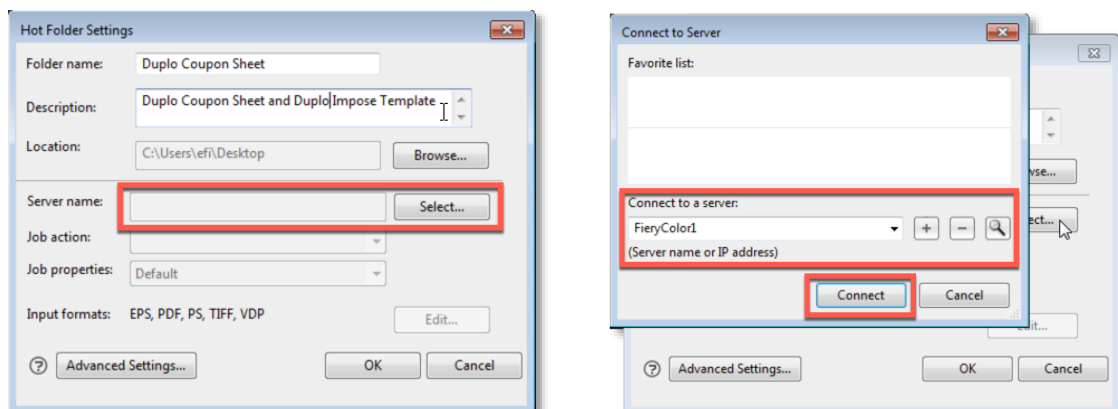 Hot Folder Settings
Folder name: Duplo Coupon Sheet
Description: Duplo Coupon Sheet and Duplo Impose Template
Location: C:\Users\efi\Desktop Browse...
Server name: Select...
Job action:
Job properties: Default
Input formats: EPS, PDF, PS, TIFF, VDP Edit...
? Advanced Settings... OK Cancel
Connect to Server
Favorite list:
Connect to a server:
FieryColor1 + −
(Server name or IP address)
Connect Cancel
wse...
ect...
Edit...
? Advanced Settings... OK Cancel